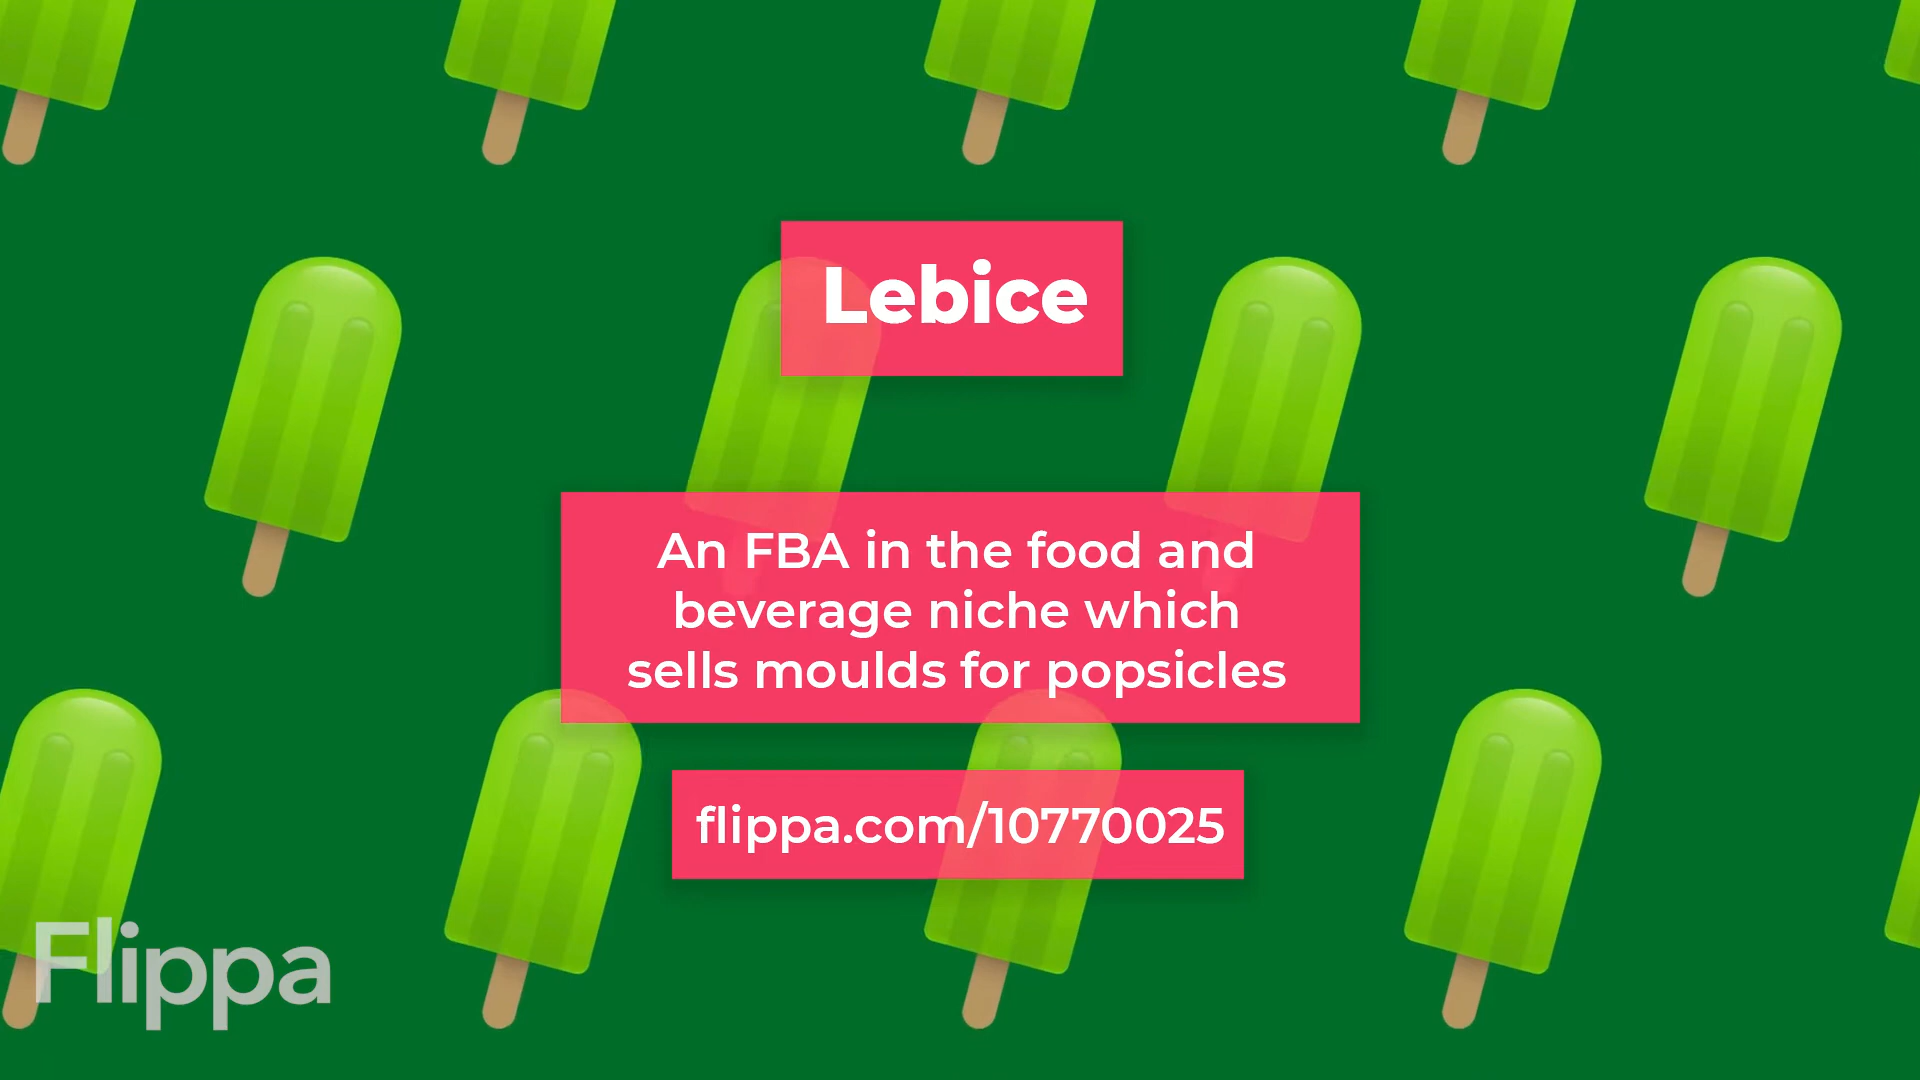 Lebice
An FBA in the food and
beverage niche which
sells moulds for popsicles
flippa.com/10770025
Flippa